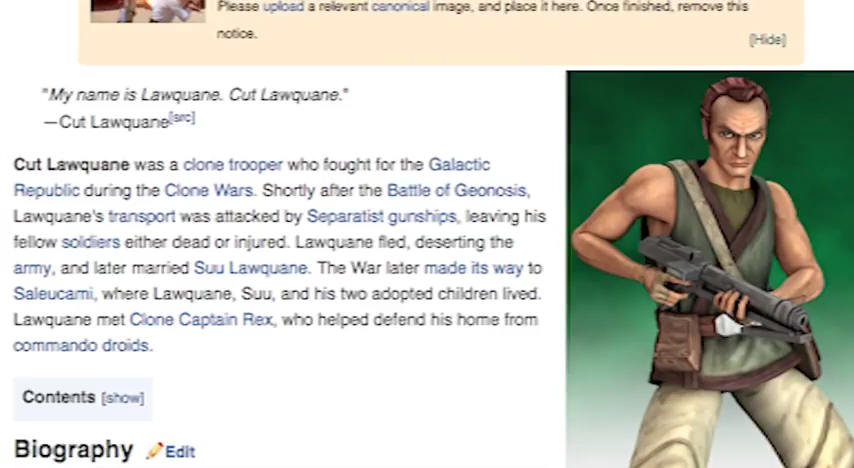 Please upload a relevant canonical image, and place it here. Once finished, remove this
notice.
[Hide]
"My name is Lawquane. Cut Lawquane."
—Cut Lawquane[src]
Cut Lawquane was a clone trooper who fought for the Galactic
Republic during the Clone Wars. Shortly after the Battle of Geonosis,
Lawquane's transport was attacked by Separatist gunships, leaving his
fellow soldiers either dead or injured. Lawquane fled, deserting the
army, and later married Suu Lawquane. The War later made its way to
Saleucami, where Lawquane, Suu, and his two adopted children lived.
Lawquane met Clone Captain Rex, who helped defend his home from
commando droids.
Contents [show]
Biography Edit